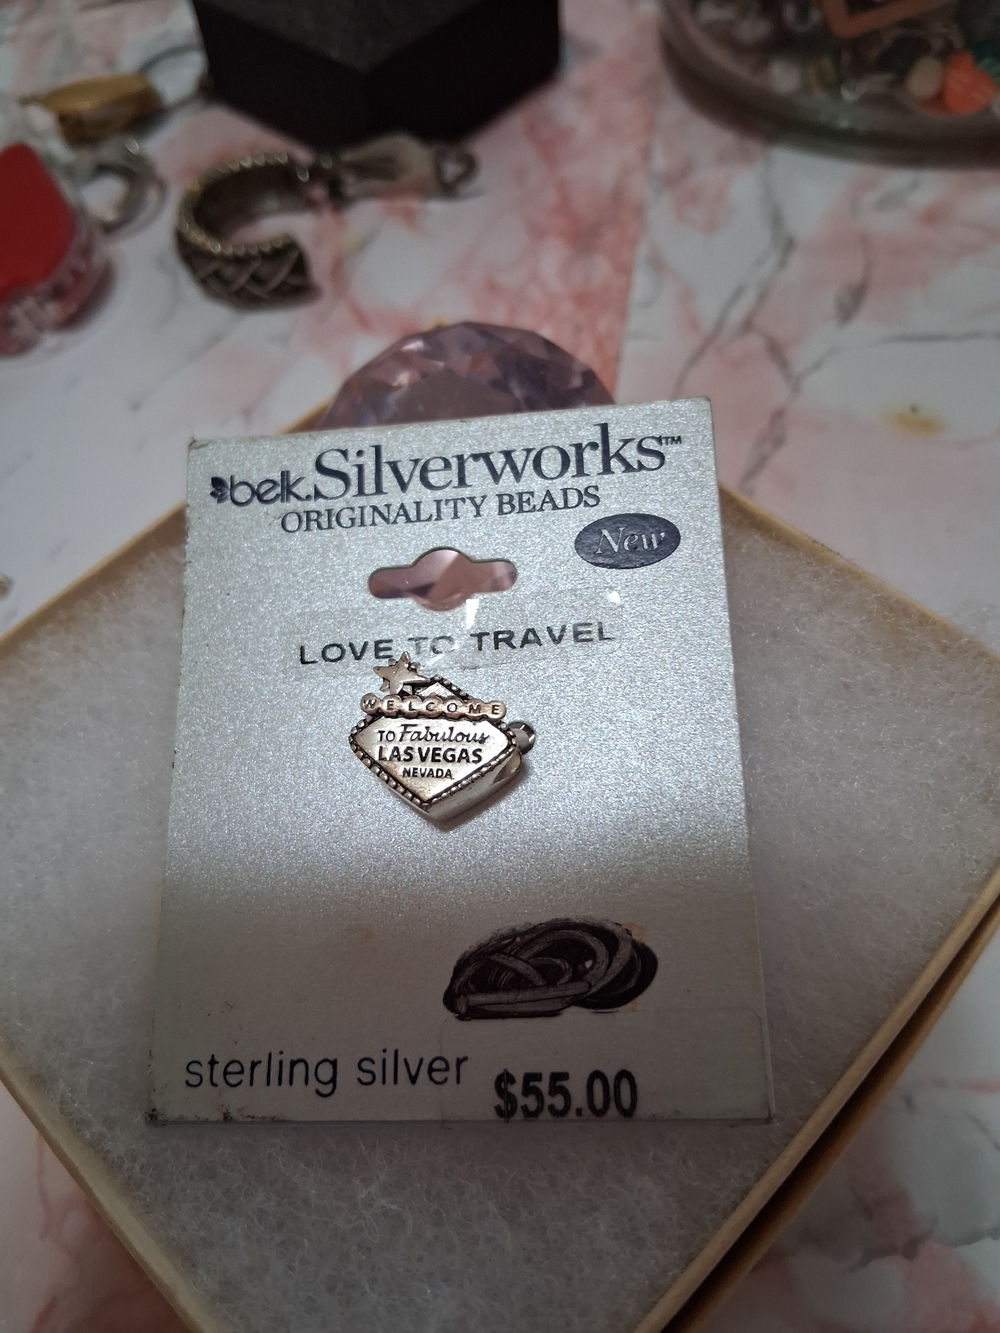 belk. Silverworks™
ORIGINALITY BEADS
New
LOVE TO TRAVEL
WELCOME
TO Fabulous
LAS VEGAS
NEVADA
sterling silver
$55.00